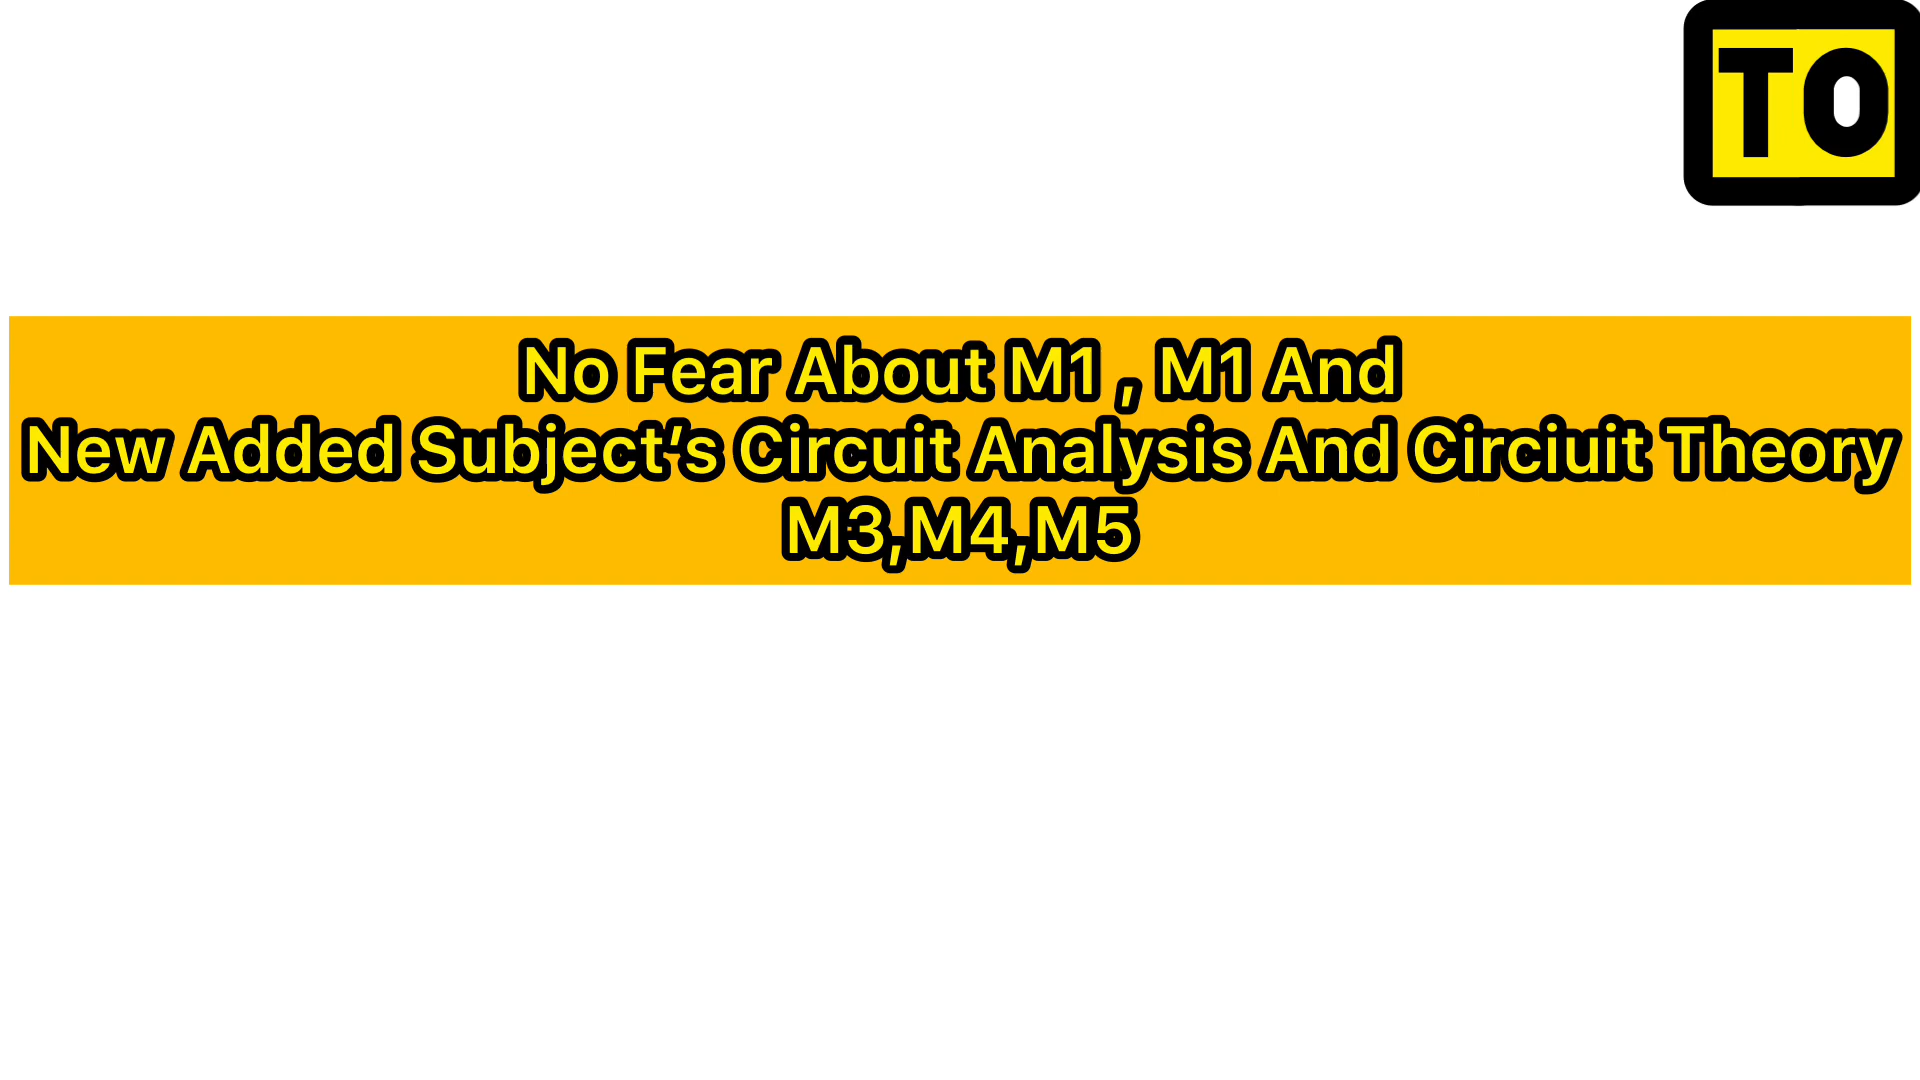 TO
No Fear About M1 , M1 And
New Added Subject’s Circuit Analysis And Circiuit Theory
M3,M4,M5